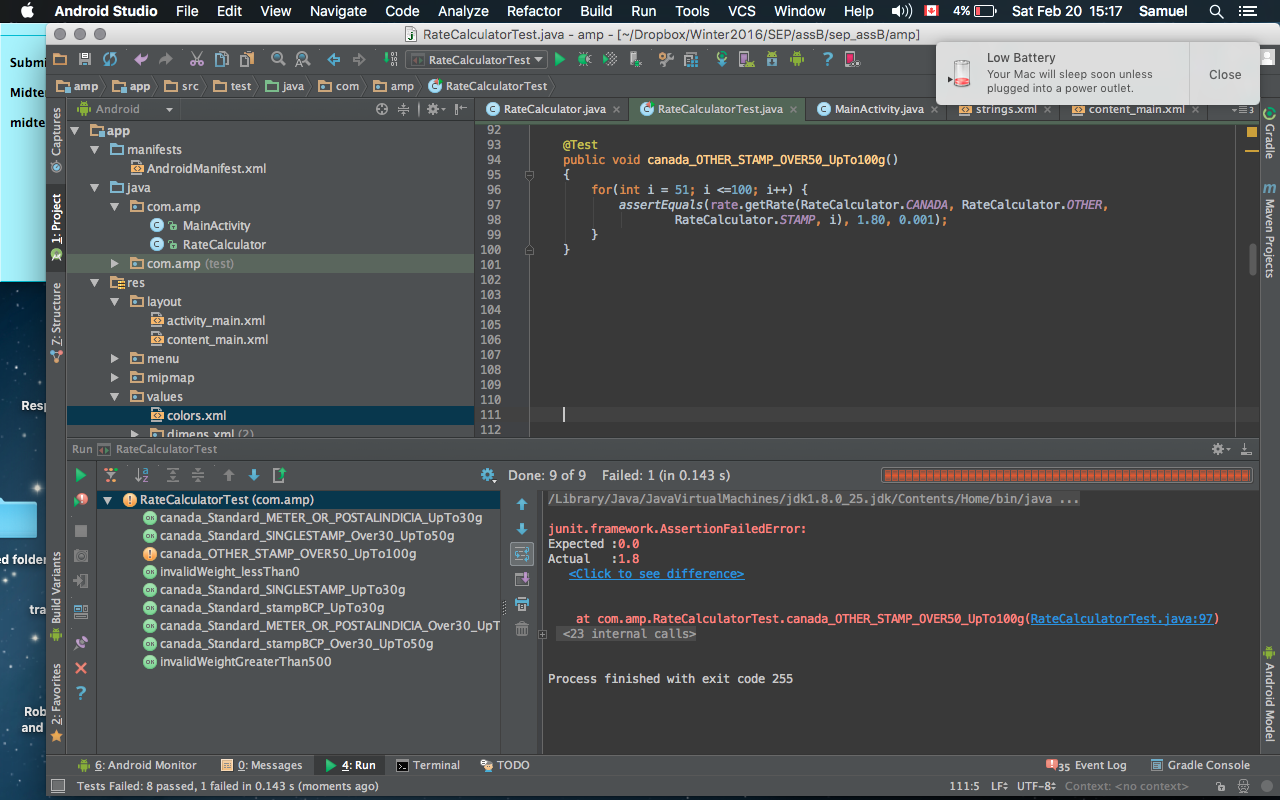 Android Studio File Edit View Navigate Code Analyze Refactor Build Run Tools VCS Window Help 4% Sat Feb 20 15:17 Samuel
RateCalculatorTest.java - amp - [~/Dropbox/Winter2016/SEP/assB/sep_assB/amp]
Low Battery
Your Mac will sleep soon unless
plugged into a power outlet.
Close
Submi
Midte
midte
RateCalculatorTest
amp app src test java com amp RateCalculatorTest
Android
RateCalculator.java RateCalculatorTest.java MainActivity.java strings.xml content_main.xml 3
Captures
1: Project
Z: Structure
Build Variants
2: Favorites
Gradle
Maven Projects
Android Model
app
manifests
AndroidManifest.xml
java
com.amp
MainActivity
RateCalculator
com.amp (test)
res
layout
activity_main.xml
content_main.xml
menu
mipmap
values
colors.xml
dimens.xml (2)
92
93 @Test
94 public void canada_OTHER_STAMP_OVER50_UpTo100g()
95 {
96 for(int i = 51; i <=100; i++) {
97 assertEquals(rate.getRate(RateCalculator.CANADA, RateCalculator.OTHER,
98 RateCalculator.STAMP, i), 1.80, 0.001);
99 }
100 }
101
102
103
104
105
106
107
108
109
110
111
112
Resp
ed folder
tra
Rob
and
Run RateCalculatorTest
Done: 9 of 9 Failed: 1 (in 0.143 s)
RateCalculatorTest (com.amp)
canada_Standard_METER_OR_POSTALINDICIA_UpTo30g
canada_Standard_SINGLESTAMP_Over30_UpTo50g
canada_OTHER_STAMP_OVER50_UpTo100g
invalidWeight_lessThan0
canada_Standard_SINGLESTAMP_UpTo30g
canada_Standard_stampBCP_UpTo30g
canada_Standard_METER_OR_POSTALINDICIA_Over30_UpT
canada_Standard_stampBCP_Over30_UpTo50g
invalidWeightGreaterThan500
/Library/Java/JavaVirtualMachines/jdk1.8.0_25.jdk/Contents/Home/bin/java ...
junit.framework.AssertionFailedError:
Expected :0.0
Actual :1.8
<Click to see difference>
at com.amp.RateCalculatorTest.canada_OTHER_STAMP_OVER50_UpTo100g(RateCalculatorTest.java:97)
<23 internal calls>
Process finished with exit code 255
6: Android Monitor 0: Messages 4: Run Terminal TODO 35 Event Log Gradle Console
Tests Failed: 8 passed, 1 failed in 0.143 s (moments ago) 111:5 LF UTF-8 Context: <no context>